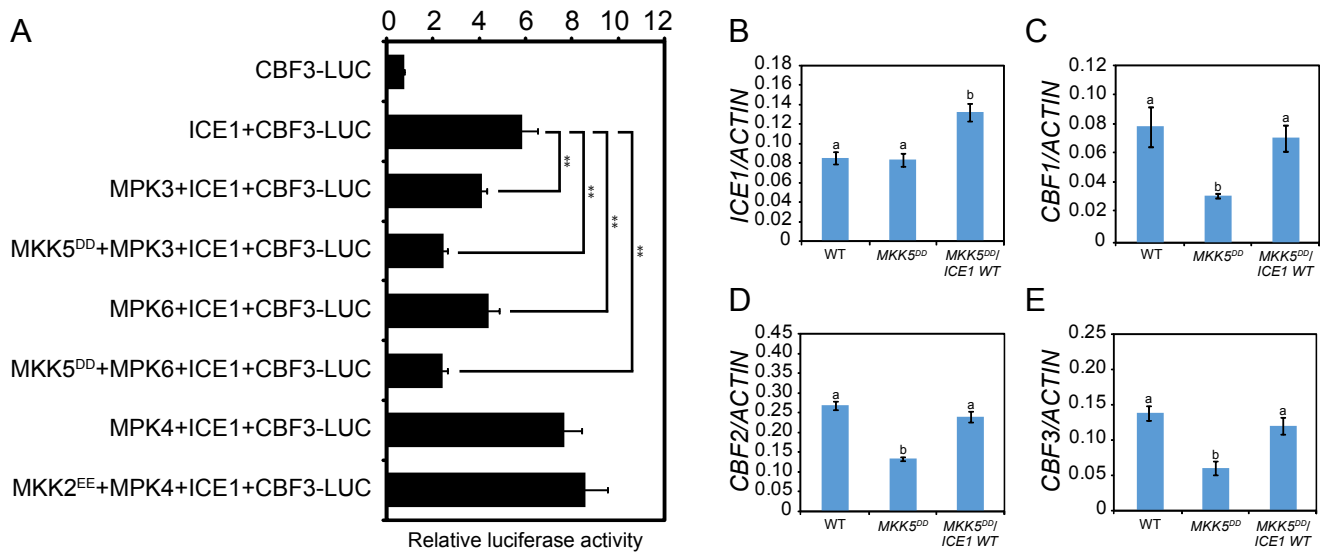 A
0 2 4 6 8 10 12
CBF3-LUC
ICE1+CBF3-LUC
MPK3+ICE1+CBF3-LUC
MKK5DD+MPK3+ICE1+CBF3-LUC
MPK6+ICE1+CBF3-LUC
MKK5DD+MPK6+ICE1+CBF3-LUC
MPK4+ICE1+CBF3-LUC
MKK2EE+MPK4+ICE1+CBF3-LUC
**
**
**
**
Relative luciferase activity
B
ICE1/ACTIN
0.20
0.18
0.16
0.14
0.12
0.10
0.08
0.06
0.04
0.02
0
a
a
b
WT
MKK5DD
MKK5DD/
ICE1 WT
C
CBF1/ACTIN
0.12
0.10
0.08
0.06
0.04
0.02
0
a
b
a
WT
MKK5DD
MKK5DD/
ICE1 WT
D
CBF2/ACTIN
0.45
0.40
0.35
0.30
0.25
0.20
0.15
0.10
0.05
0
a
b
a
WT
MKK5DD
MKK5DD/
ICE1 WT
E
CBF3/ACTIN
0.25
0.20
0.15
0.10
0.05
0
a
b
a
WT
MKK5DD
MKK5DD/
ICE1 WT